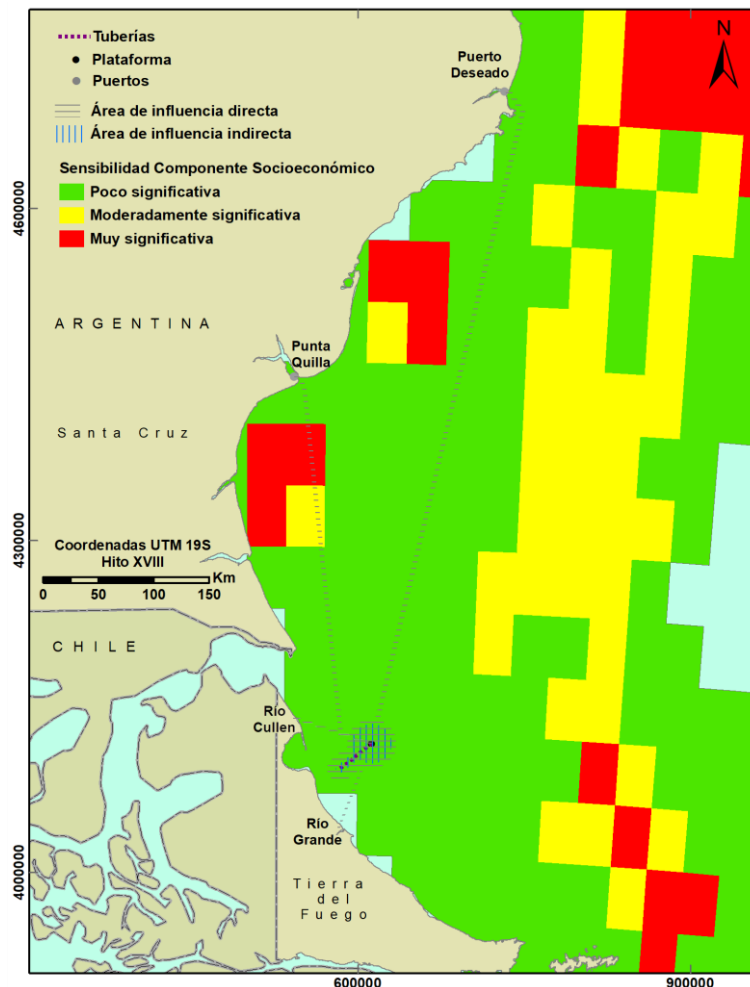 Tuberías
Plataforma
Puertos
Área de influencia directa
Área de influencia indirecta
Sensibilidad Componente Socioeconómico
Poco significativa
Moderadamente significativa
Muy significativa
N
Puerto
Deseado
4600000
ARGENTINA
Punta
Quilla
Santa Cruz
4300000
Coordenadas UTM 19S
Hito XVIII
Km
0 25 50 100 150
CHILE
Río
Cullen
Río
Grande
4000000
Tierra
del
Fuego
600000
900000